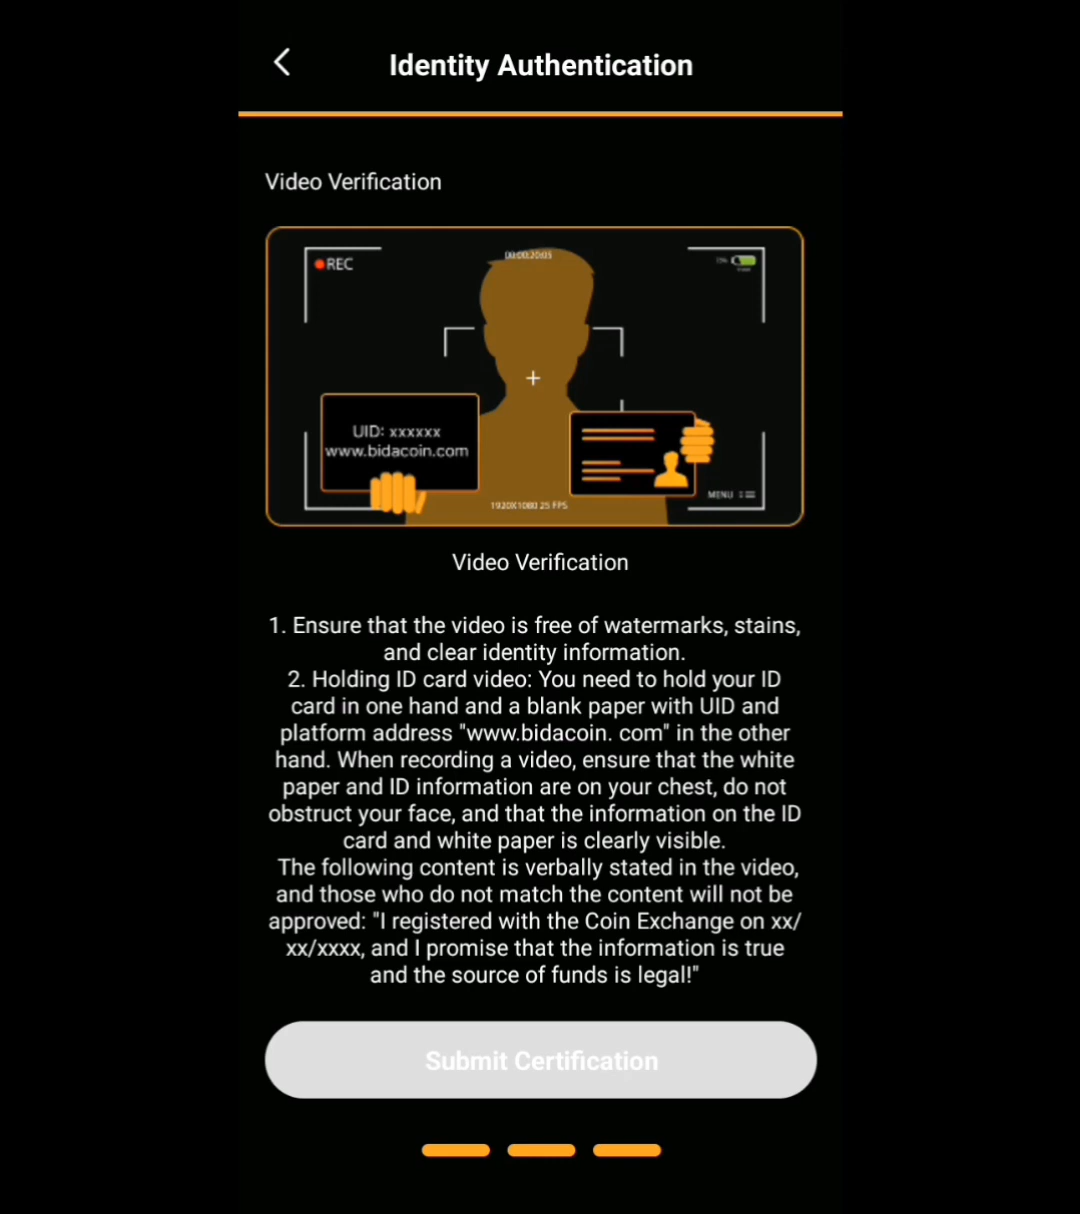 Identity Authentication
Video Verification
00:00:20:05
REC
UID: xxxxxx
www.bidacoin.com
MENU
1920X1080 25 FPS
Video Verification
1. Ensure that the video is free of watermarks, stains,
and clear identity information.
2. Holding ID card video: You need to hold your ID
card in one hand and a blank paper with UID and
platform address "www.bidacoin. com" in the other
hand. When recording a video, ensure that the white
paper and ID information are on your chest, do not
obstruct your face, and that the information on the ID
card and white paper is clearly visible.
The following content is verbally stated in the video,
and those who do not match the content will not be
approved: "I registered with the Coin Exchange on xx/
xx/xxxx, and I promise that the information is true
and the source of funds is legal!"
Submit Certification